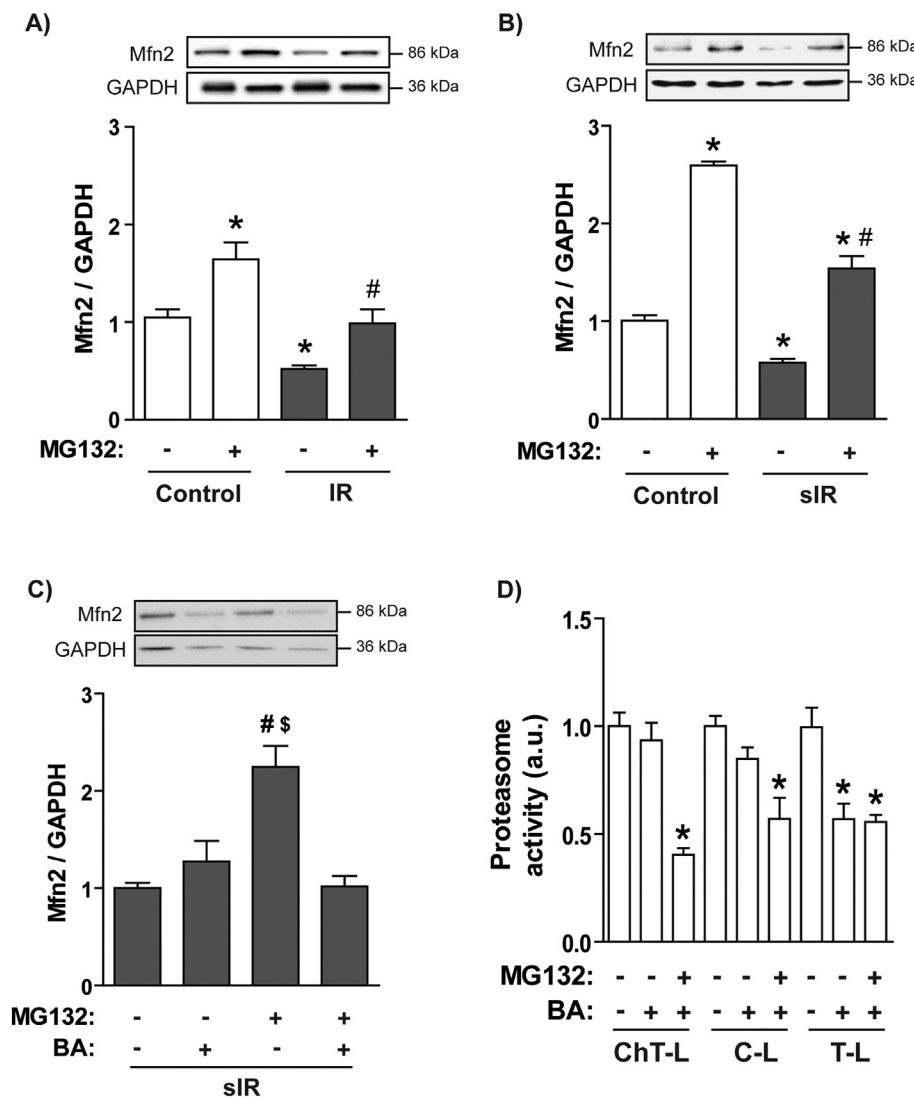 A)
Mfn2
86 kDa
GAPDH
36 kDa
3
2
1
0
Mfn2 / GAPDH
*
*
#
MG132: - + - +
Control IR
B)
Mfn2
86 kDa
GAPDH
36 kDa
3
2
1
0
Mfn2 / GAPDH
*
*
* #
MG132: - + - +
Control sIR
C)
Mfn2
86 kDa
GAPDH
36 kDa
3
2
1
0
Mfn2 / GAPDH
# $
MG132: - - + +
BA: - + - +
sIR
D)
1.5
1.0
0.5
0.0
Proteasome
activity (a.u.)
*
*
*
*
MG132: - - + - - + - - +
BA: - + + - + + - + +
ChT-L C-L T-L